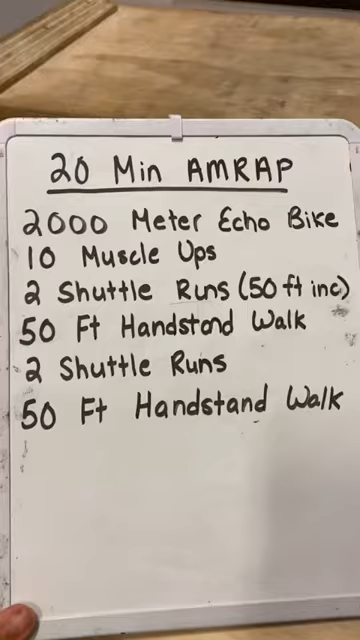 20 Min AMRAP
2000 Meter Echo Bike
10 Muscle Ups
2 Shuttle Runs (50 ft inc)
50 Ft Handstand Walk
2 Shuttle Runs
50 Ft Handstand Walk